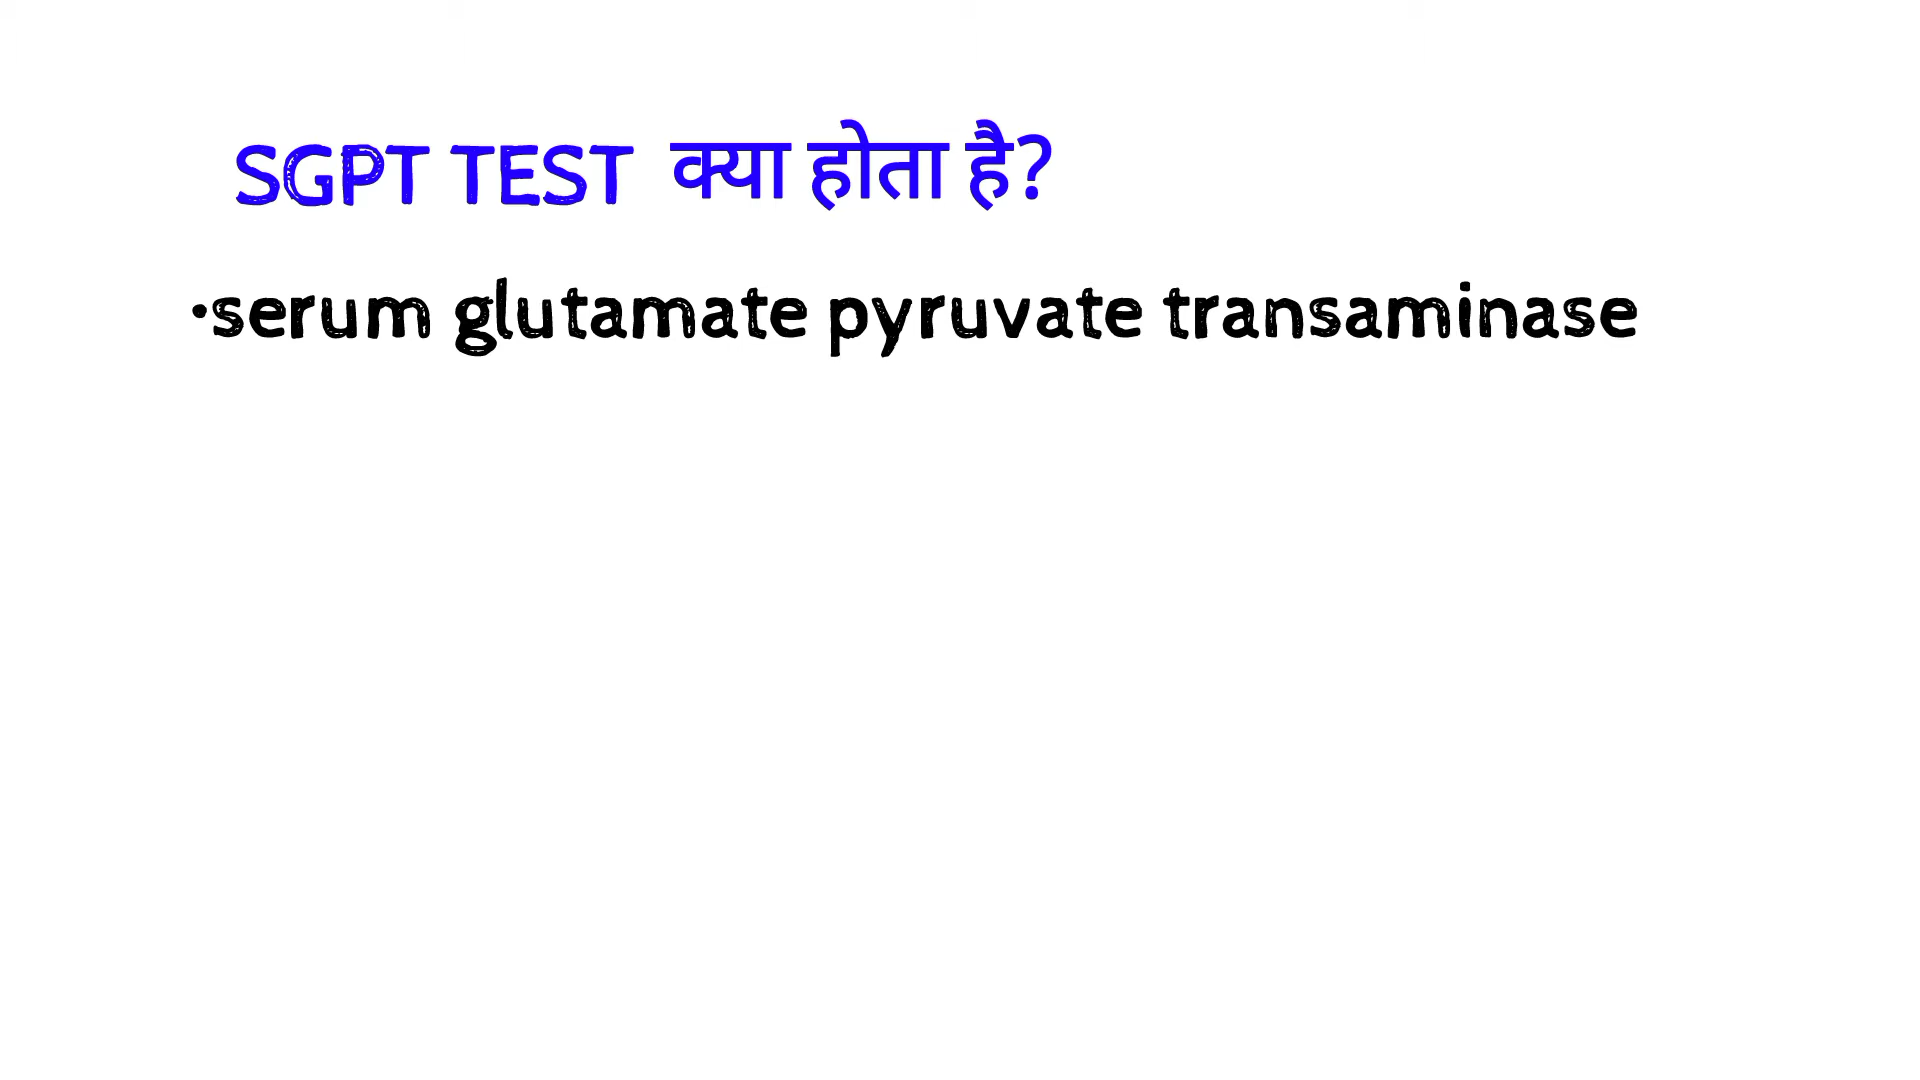 SGPT TEST क्या होता है?
•serum glutamate pyruvate transaminase